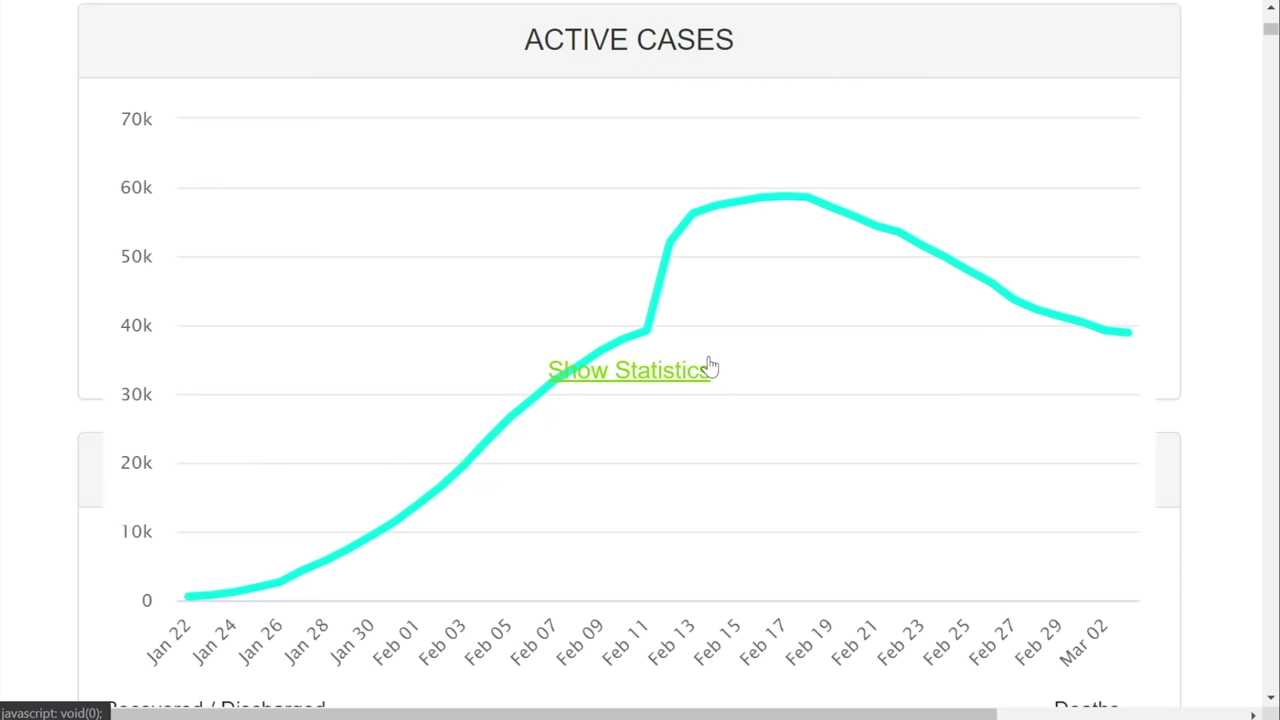 ACTIVE CASES
70k
60k
50k
40k
Show Statistics
30k
20k
10k
0
Jan 22
Jan 24
Jan 26
Jan 28
Jan 30
Feb 01
Feb 03
Feb 05
Feb 07
Feb 09
Feb 11
Feb 13
Feb 15
Feb 17
Feb 19
Feb 21
Feb 23
Feb 25
Feb 27
Feb 29
Mar 02
Recovered / Discharged
Deaths
javascript: void(0);